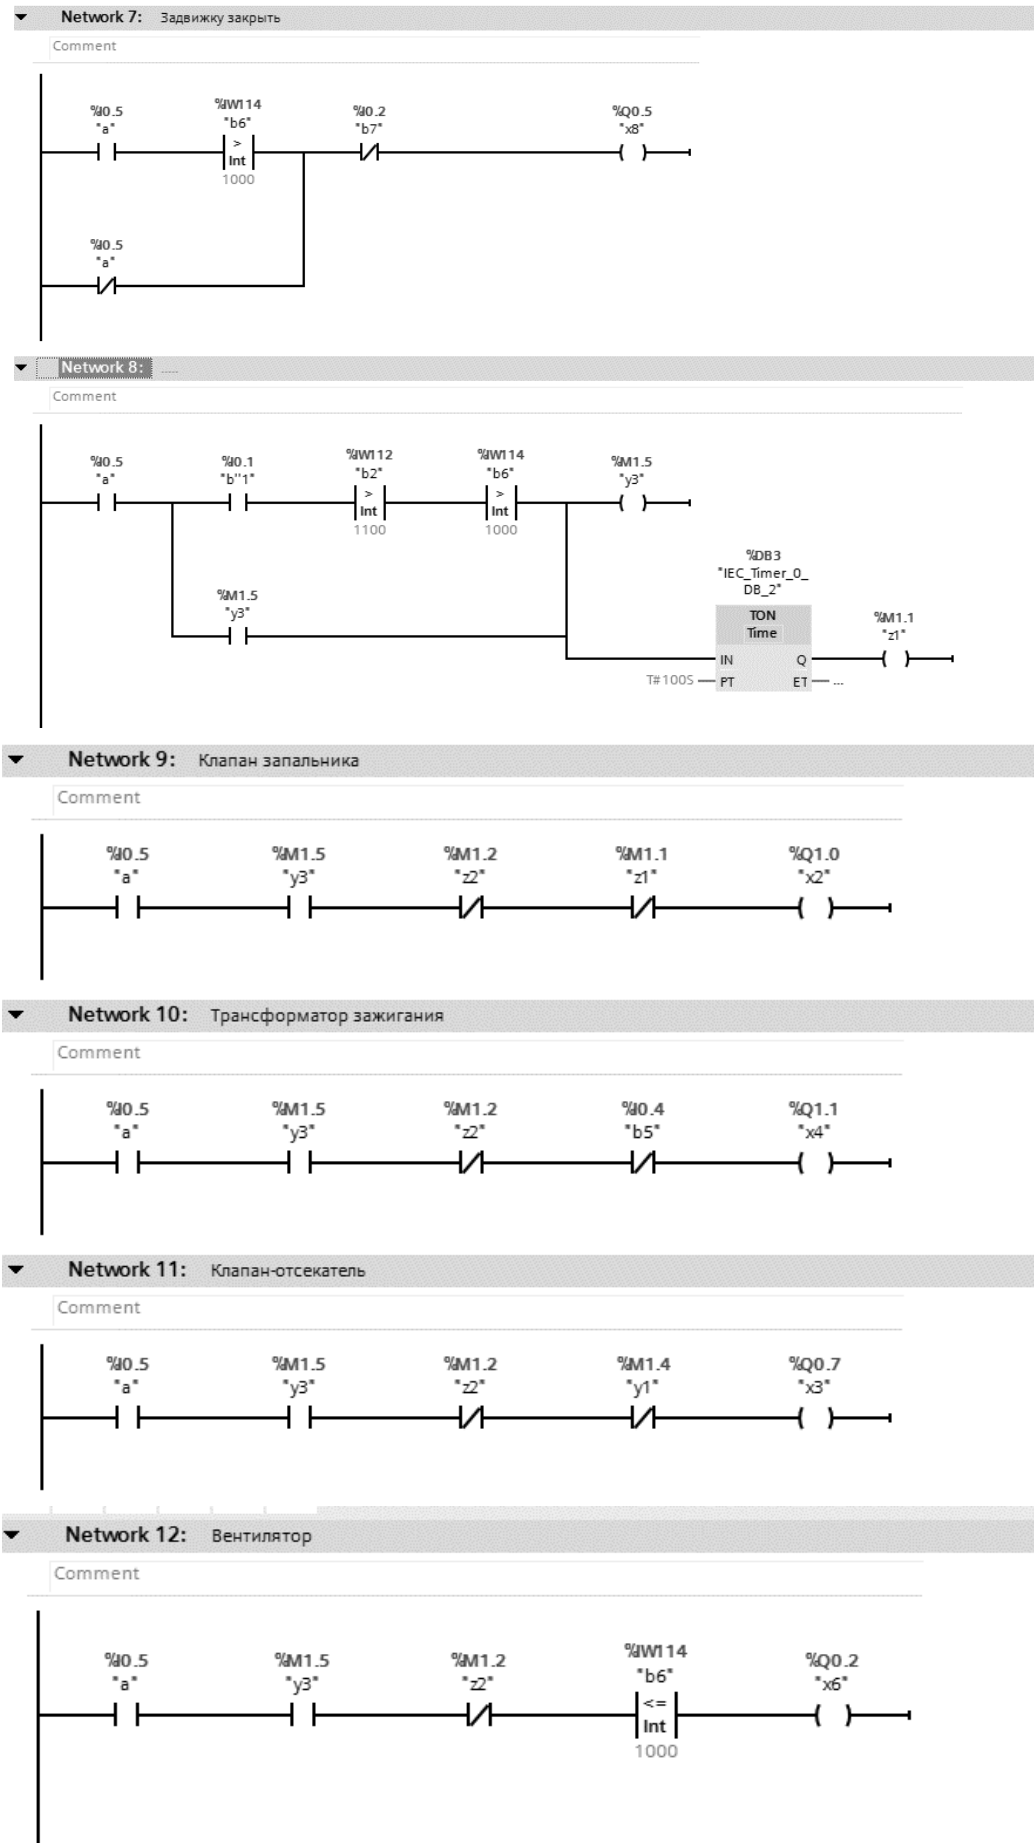 Network 7: Задвижку закрыть
Comment
%I0.5 %IW114 %I0.2 %Q0.5
"a" "b6" "b7" "x8"
>
Int
1000
%I0.5
"a"
Network 8: .....
Comment
%I0.5 %I0.1 %IW112 %IW114 %M1.5
"a" "b''1" "b2" "b6" "y3"
> >
Int Int
1100 1000
%DB3
"IEC_Timer_0_
DB_2"
%M1.5 TON %M1.1
"y3" Time "z1"
IN Q
T#100S PT ET ...
Network 9: Клапан запальника
Comment
%I0.5 %M1.5 %M1.2 %M1.1 %Q1.0
"a" "y3" "z2" "z1" "x2"
Network 10: Трансформатор зажигания
Comment
%I0.5 %M1.5 %M1.2 %I0.4 %Q1.1
"a" "y3" "z2" "b5" "x4"
Network 11: Клапан-отсекатель
Comment
%I0.5 %M1.5 %M1.2 %M1.4 %Q0.7
"a" "y3" "z2" "y1" "x3"
Network 12: Вентилятор
Comment
%I0.5 %M1.5 %M1.2 %IW114 %Q0.2
"a" "y3" "z2" "b6" "x6"
<=
Int
1000